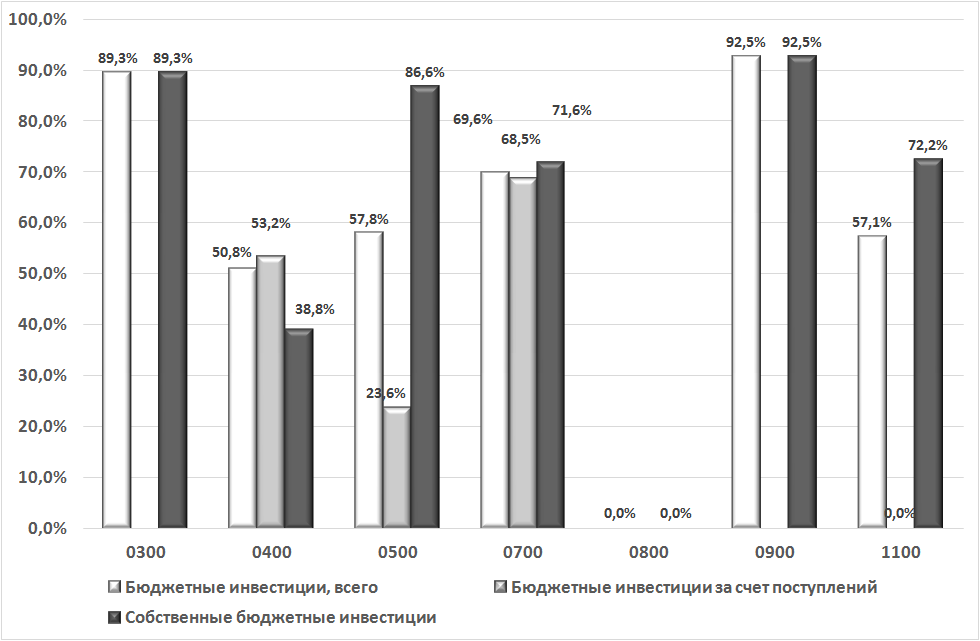 100,0%
90,0%
80,0%
70,0%
60,0%
50,0%
40,0%
30,0%
20,0%
10,0%
0,0%
89,3% 89,3%
50,8% 53,2% 38,8%
57,8% 23,6% 86,6%
69,6% 68,5% 71,6%
0,0% 0,0%
92,5% 92,5%
57,1% 0,0% 72,2%
0300 0400 0500 0700 0800 0900 1100
Бюджетные инвестиции, всего Бюджетные инвестиции за счет поступлений
Собственные бюджетные инвестиции